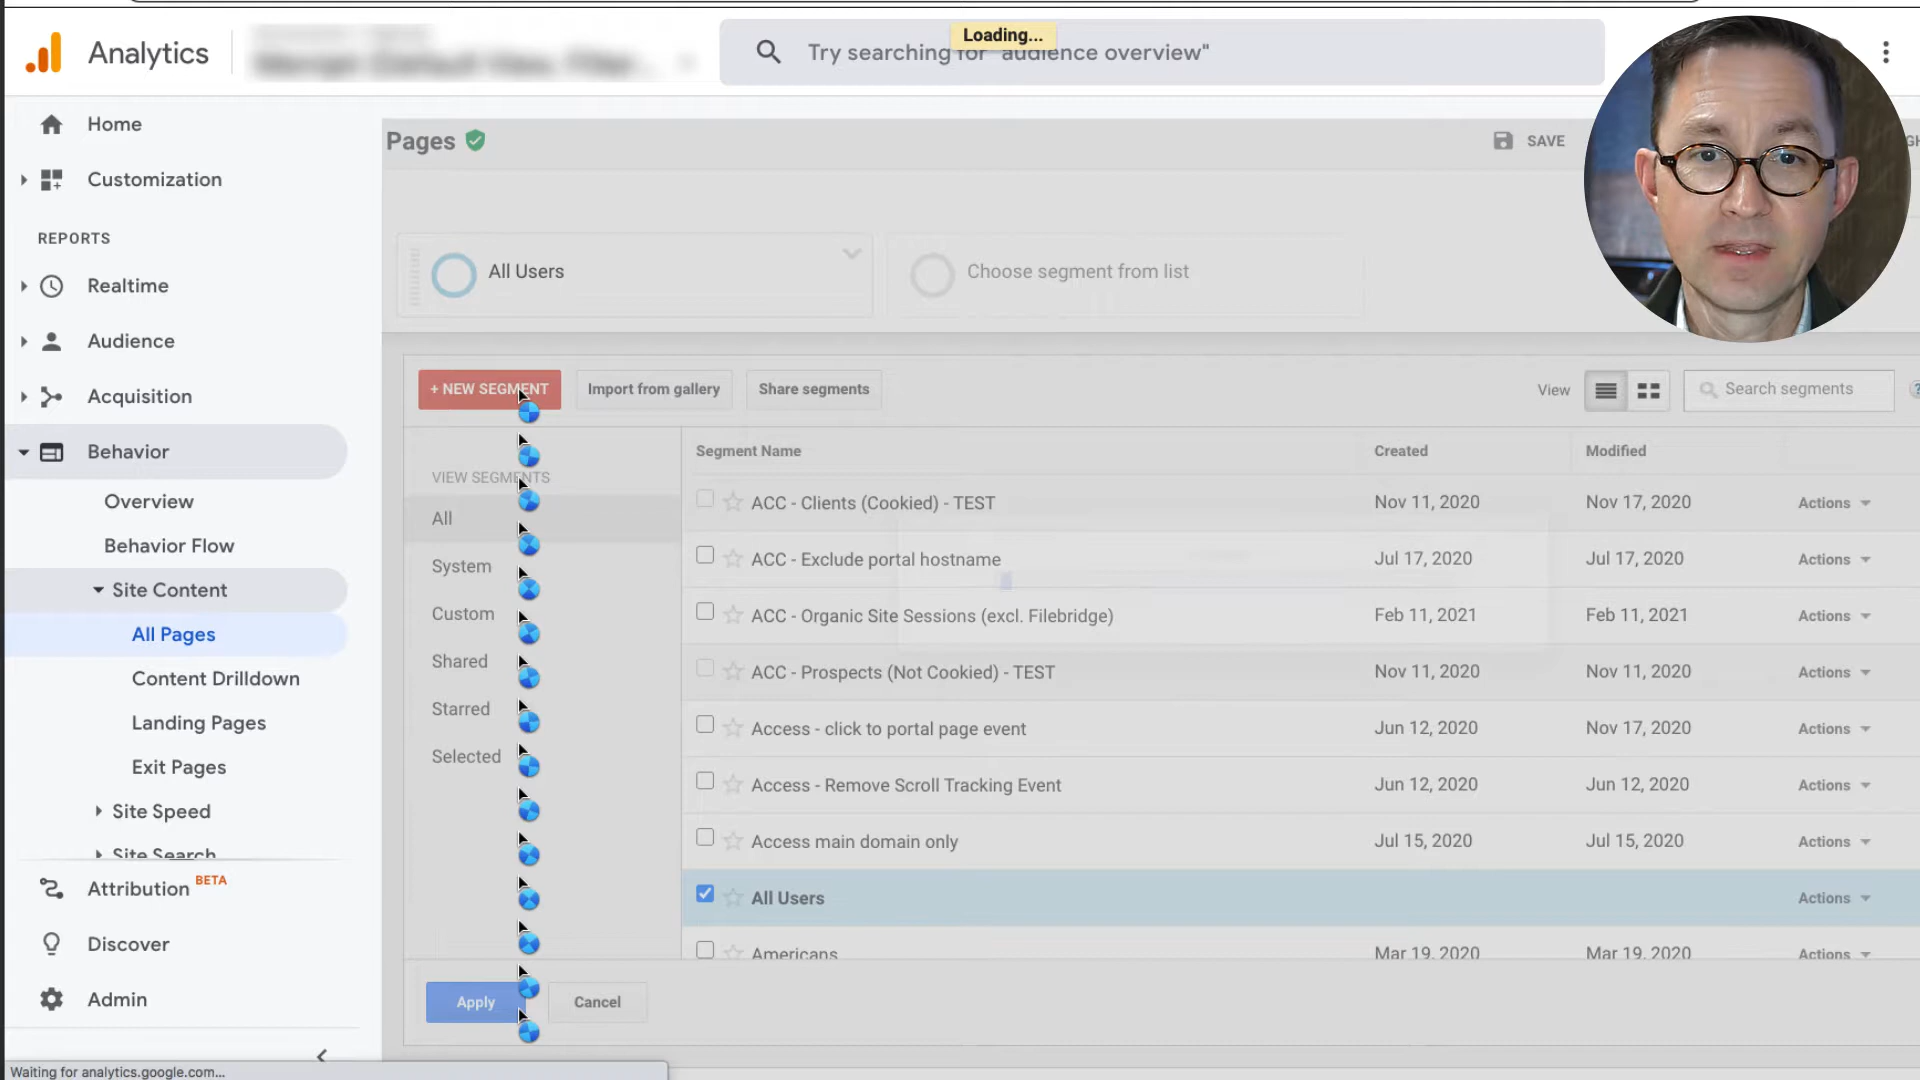 Analytics
Try searching for "audience overview"
Loading...
Home
Customization
REPORTS
Realtime
Audience
Acquisition
Behavior
Overview
Behavior Flow
Site Content
All Pages
Content Drilldown
Landing Pages
Exit Pages
Site Speed
Site Search
Attribution BETA
Discover
Admin
Waiting for analytics.google.com...
Pages
SAVE
All Users
Choose segment from list
+ NEW SEGMENT
Import from gallery
Share segments
View
Search segments
VIEW SEGMENTS
All
System
Custom
Shared
Starred
Selected
Segment Name Created Modified
ACC - Clients (Cookied) - TEST Nov 11, 2020 Nov 17, 2020 Actions
ACC - Exclude portal hostname Jul 17, 2020 Jul 17, 2020 Actions
ACC - Organic Site Sessions (excl. Filebridge) Feb 11, 2021 Feb 11, 2021 Actions
ACC - Prospects (Not Cookied) - TEST Nov 11, 2020 Nov 11, 2020 Actions
Access - click to portal page event Jun 12, 2020 Nov 17, 2020 Actions
Access - Remove Scroll Tracking Event Jun 12, 2020 Jun 12, 2020 Actions
Access main domain only Jul 15, 2020 Jul 15, 2020 Actions
All Users Actions
Americans Mar 19, 2020 Mar 19, 2020 Actions
Apply
Cancel